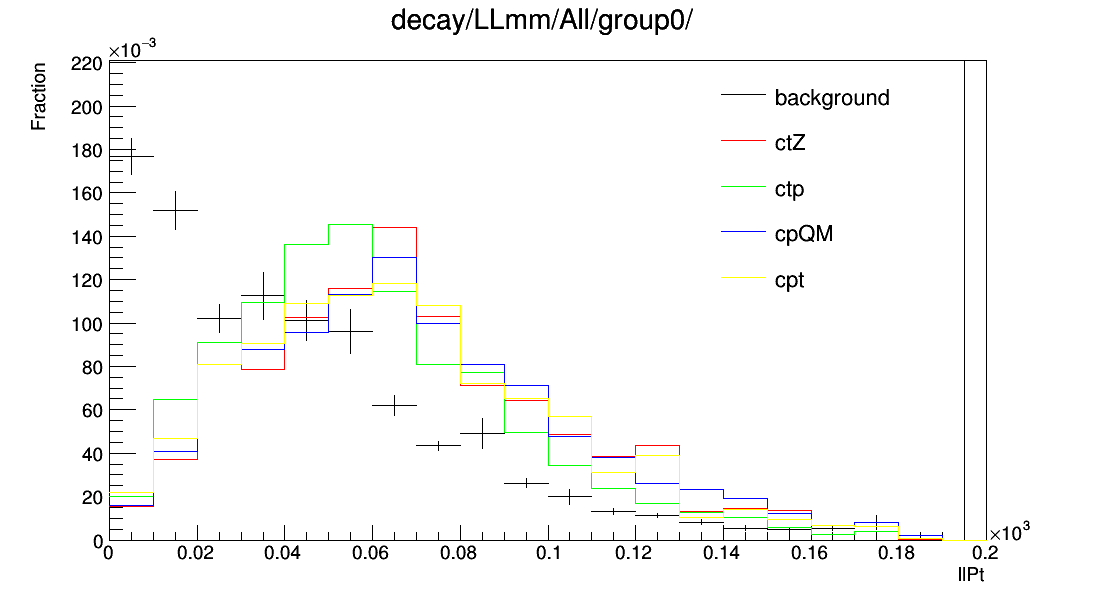 decay/LLmm/All/group0/
×10⁻³
Fraction
220
200
180
160
140
120
100
80
60
40
20
0
background
ctZ
ctp
cpQM
cpt
0 0.02 0.04 0.06 0.08 0.1 0.12 0.14 0.16 0.18 0.2
×10³
llPt